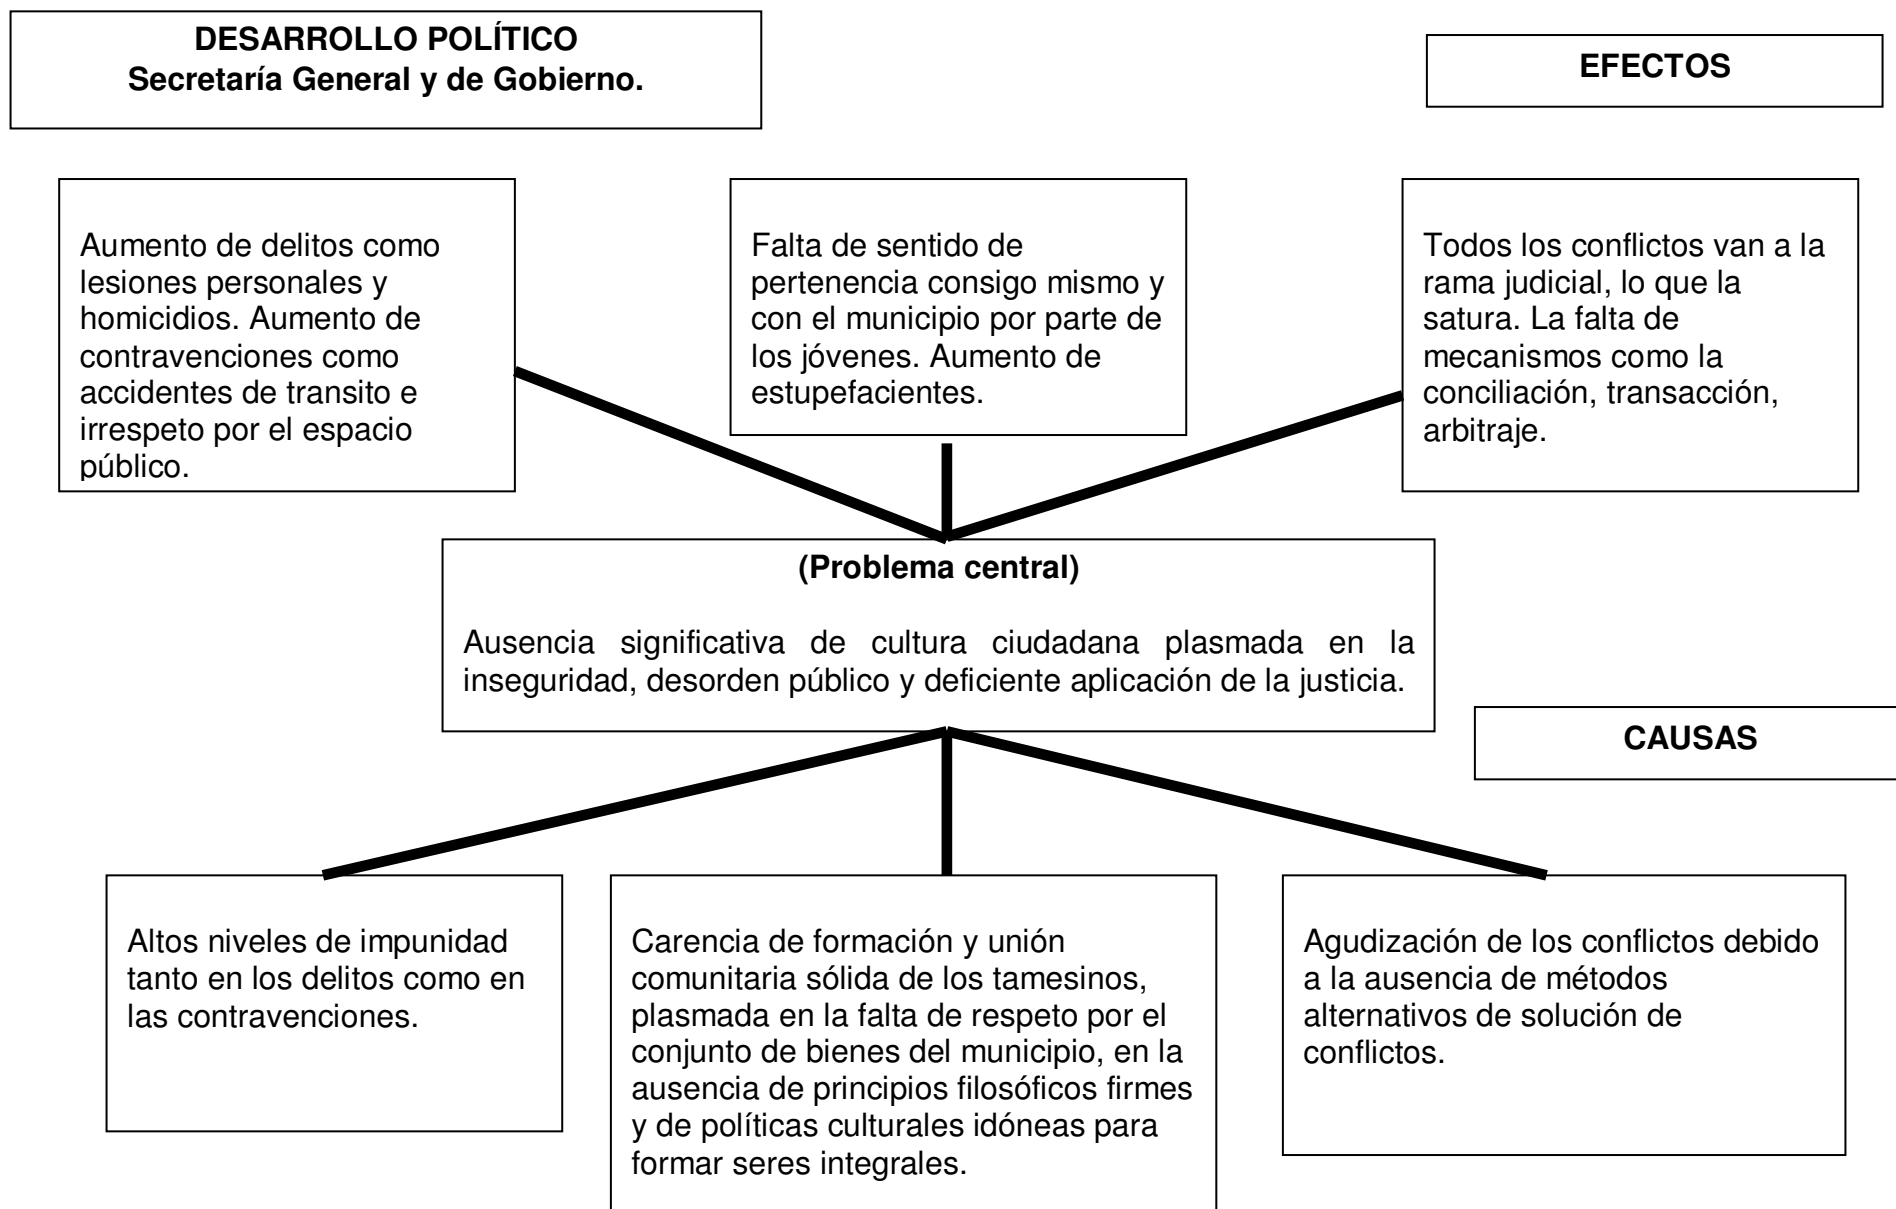 DESARROLLO POLÍTICO
Secretaría General y de Gobierno.
EFECTOS
Aumento de delitos como
lesiones personales y
homicidios. Aumento de
contravenciones como
accidentes de transito e
irrespeto por el espacio
público.
Falta de sentido de
pertenencia consigo mismo y
con el municipio por parte de
los jóvenes. Aumento de
estupefacientes.
Todos los conflictos van a la
rama judicial, lo que la
satura. La falta de
mecanismos como la
conciliación, transacción,
arbitraje.
(Problema central)
Ausencia significativa de cultura ciudadana plasmada en la
inseguridad, desorden público y deficiente aplicación de la justicia.
CAUSAS
Altos niveles de impunidad
tanto en los delitos como en
las contravenciones.
Carencia de formación y unión
comunitaria sólida de los tamesinos,
plasmada en la falta de respeto por el
conjunto de bienes del municipio, en la
ausencia de principios filosóficos firmes
y de políticas culturales idóneas para
formar seres integrales.
Agudización de los conflictos debido
a la ausencia de métodos
alternativos de solución de
conflictos.